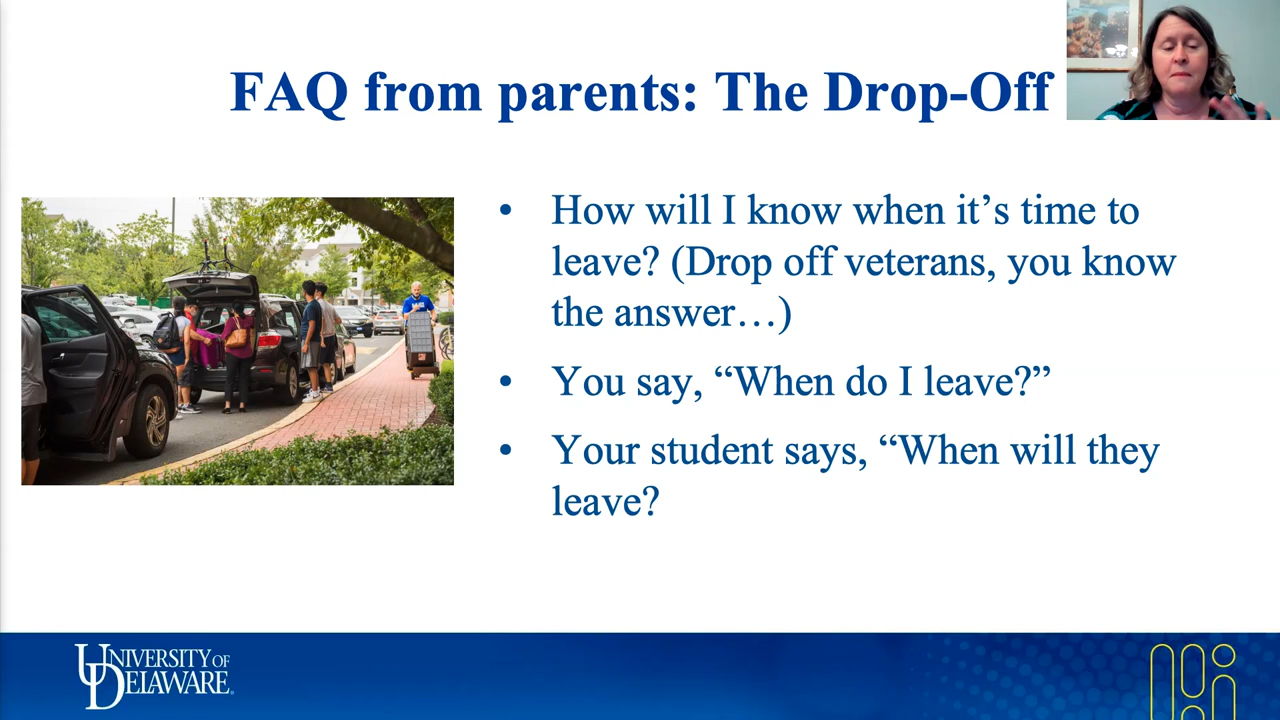 FAQ from parents: The Drop-Off
• How will I know when it’s time to
leave? (Drop off veterans, you know
the answer…)
• You say, “When do I leave?”
• Your student says, “When will they
leave?
UNIVERSITY OF
DELAWARE.